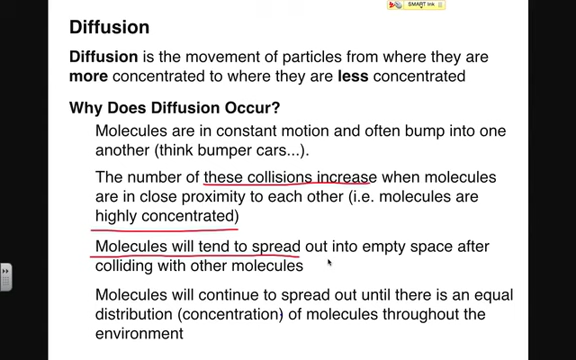 SMART Ink
Diffusion
Diffusion is the movement of particles from where they are
more concentrated to where they are less concentrated
Why Does Diffusion Occur?
Molecules are in constant motion and often bump into one
another (think bumper cars...).
The number of these collisions increase when molecules
are in close proximity to each other (i.e. molecules are
highly concentrated)
Molecules will tend to spread out into empty space after
colliding with other molecules
Molecules will continue to spread out until there is an equal
distribution (concentration) of molecules throughout the
environment